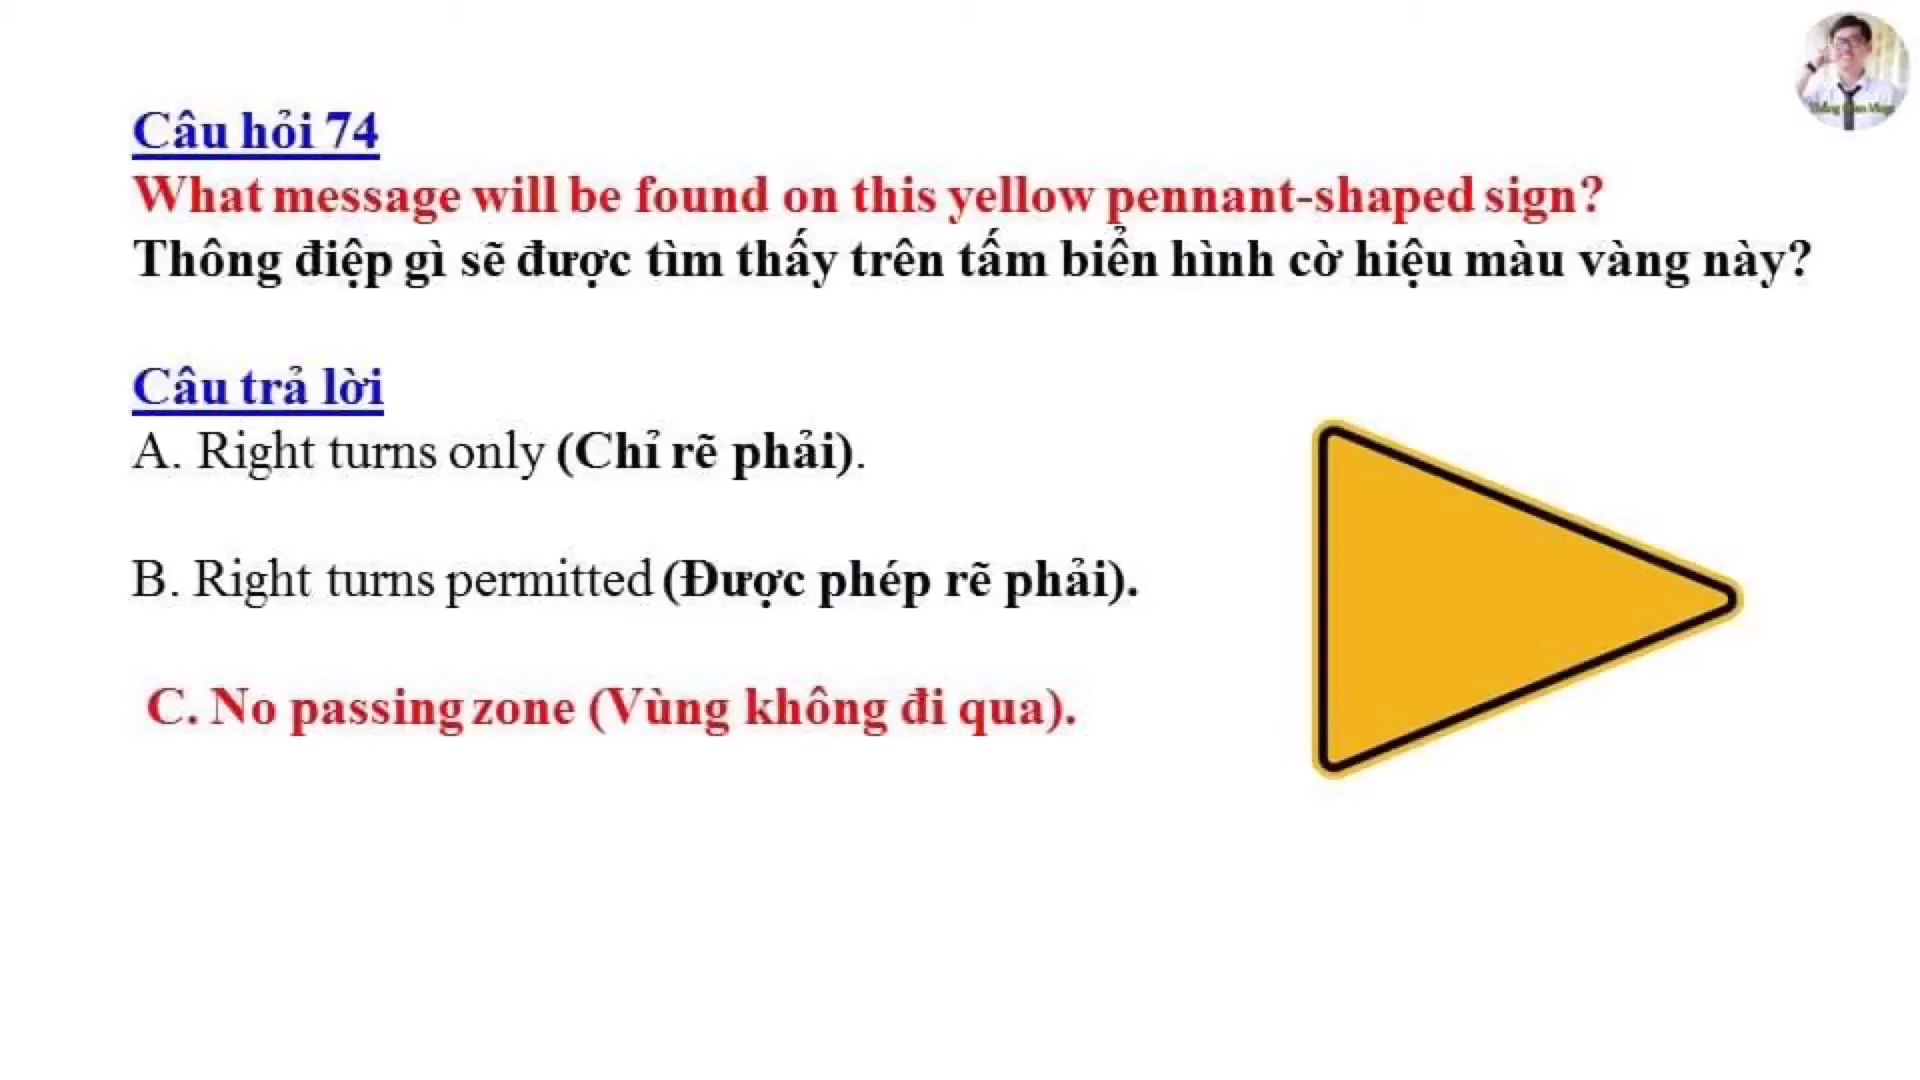 Câu hỏi 74
What message will be found on this yellow pennant-shaped sign?
Thông điệp gì sẽ được tìm thấy trên tấm biển hình cờ hiệu màu vàng này?
Câu trả lời
A. Right turns only (Chỉ rẽ phải).
B. Right turns permitted (Được phép rẽ phải).
C. No passing zone (Vùng không đi qua).